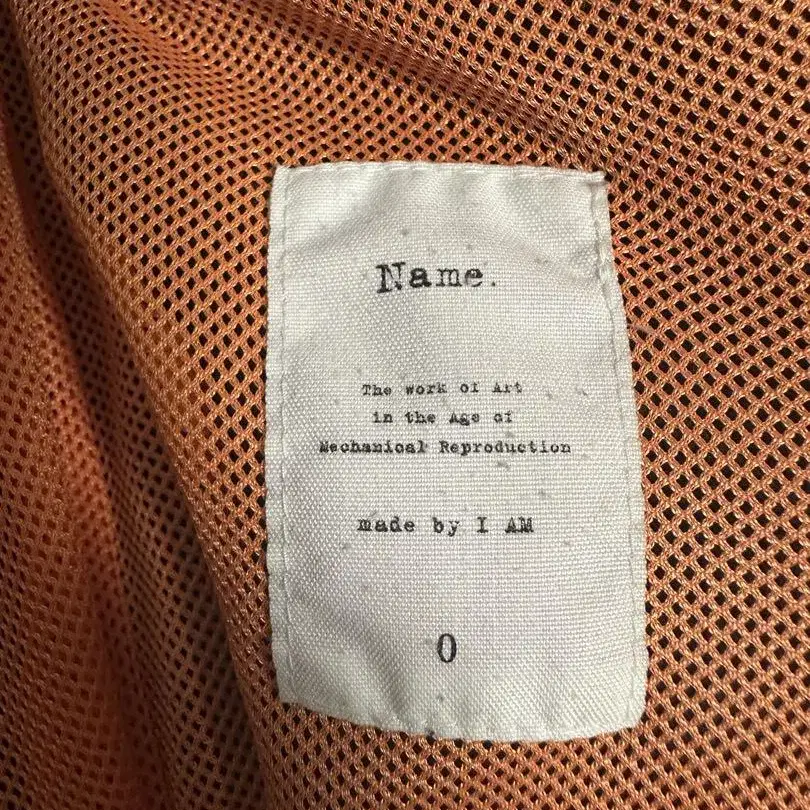 Name.
The Work of Art
in the Age of
Mechanical Reproduction
made by I AM
0